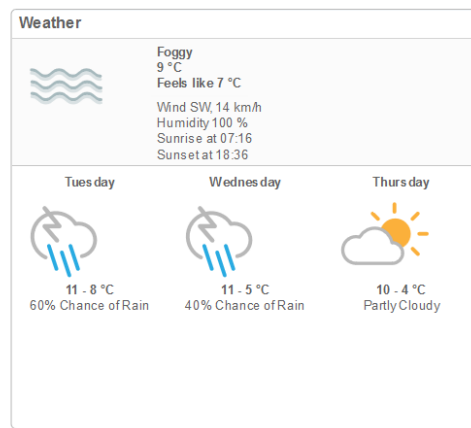 Weather
Foggy
9 °C
Feels like 7 °C
Wind SW, 14 km/h
Humidity 100 %
Sunrise at 07:16
Sunset at 18:36
Tuesday
Wednesday
Thursday
11 - 8 °C
11 - 5 °C
10 - 4 °C
60% Chance of Rain
40% Chance of Rain
Partly Cloudy